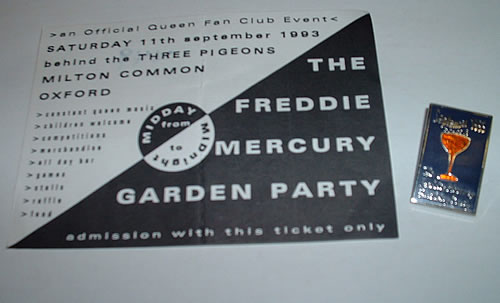 >an Official Queen Fan Club Event<
SATURDAY 11th september 1993
behind the THREE PIGEONS
MILTON COMMON
OXFORD
>constant queen music
>children welcome
>competitions
>merchandise
>all day bar
>games
>stalls
>raffle
>food
MIDDAY
from
to
Midnight
THE
FREDDIE
MERCURY
GARDEN PARTY
admission with this ticket only